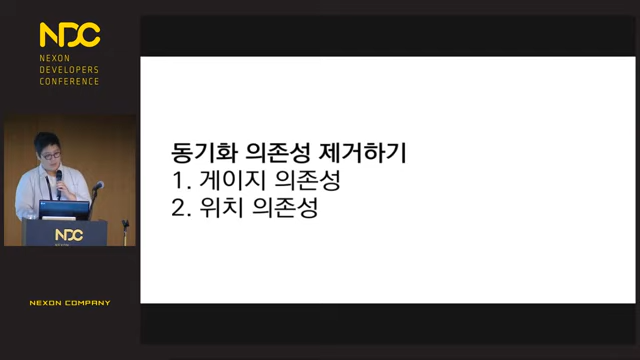 NDC
NEXON
DEVELOPERS
CONFERENCE
동기화 의존성 제거하기
1. 게이지 의존성
2. 위치 의존성
NDC
NEXON COMPANY